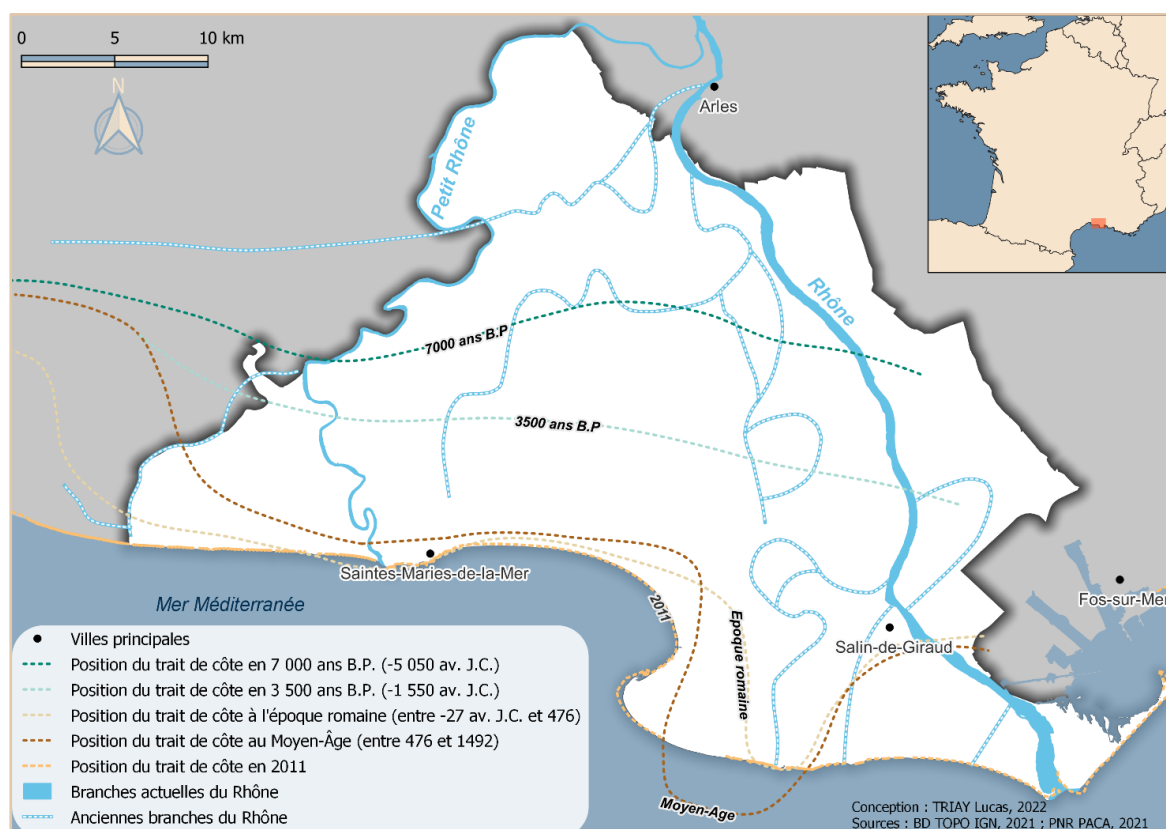 0 5 10 km
N
Arles
Petit Rhône
Rhône
7000 ans B.P
3500 ans B.P
Saintes-Maries-de-la-Mer
Fos-sur-Mer
Mer Méditerranée
2011
Epoque romaine
Salin-de-Giraud
Moyen-Age
Villes principales
Position du trait de côte en 7 000 ans B.P. (-5 050 av. J.C.)
Position du trait de côte en 3 500 ans B.P. (-1 550 av. J.C.)
Position du trait de côte à l'époque romaine (entre -27 av. J.C. et 476)
Position du trait de côte au Moyen-Âge (entre 476 et 1492)
Position du trait de côte en 2011
Branches actuelles du Rhône
Anciennes branches du Rhône
Conception : TRIAY Lucas, 2022
Sources : BD TOPO IGN, 2021 ; PNR PACA, 2021